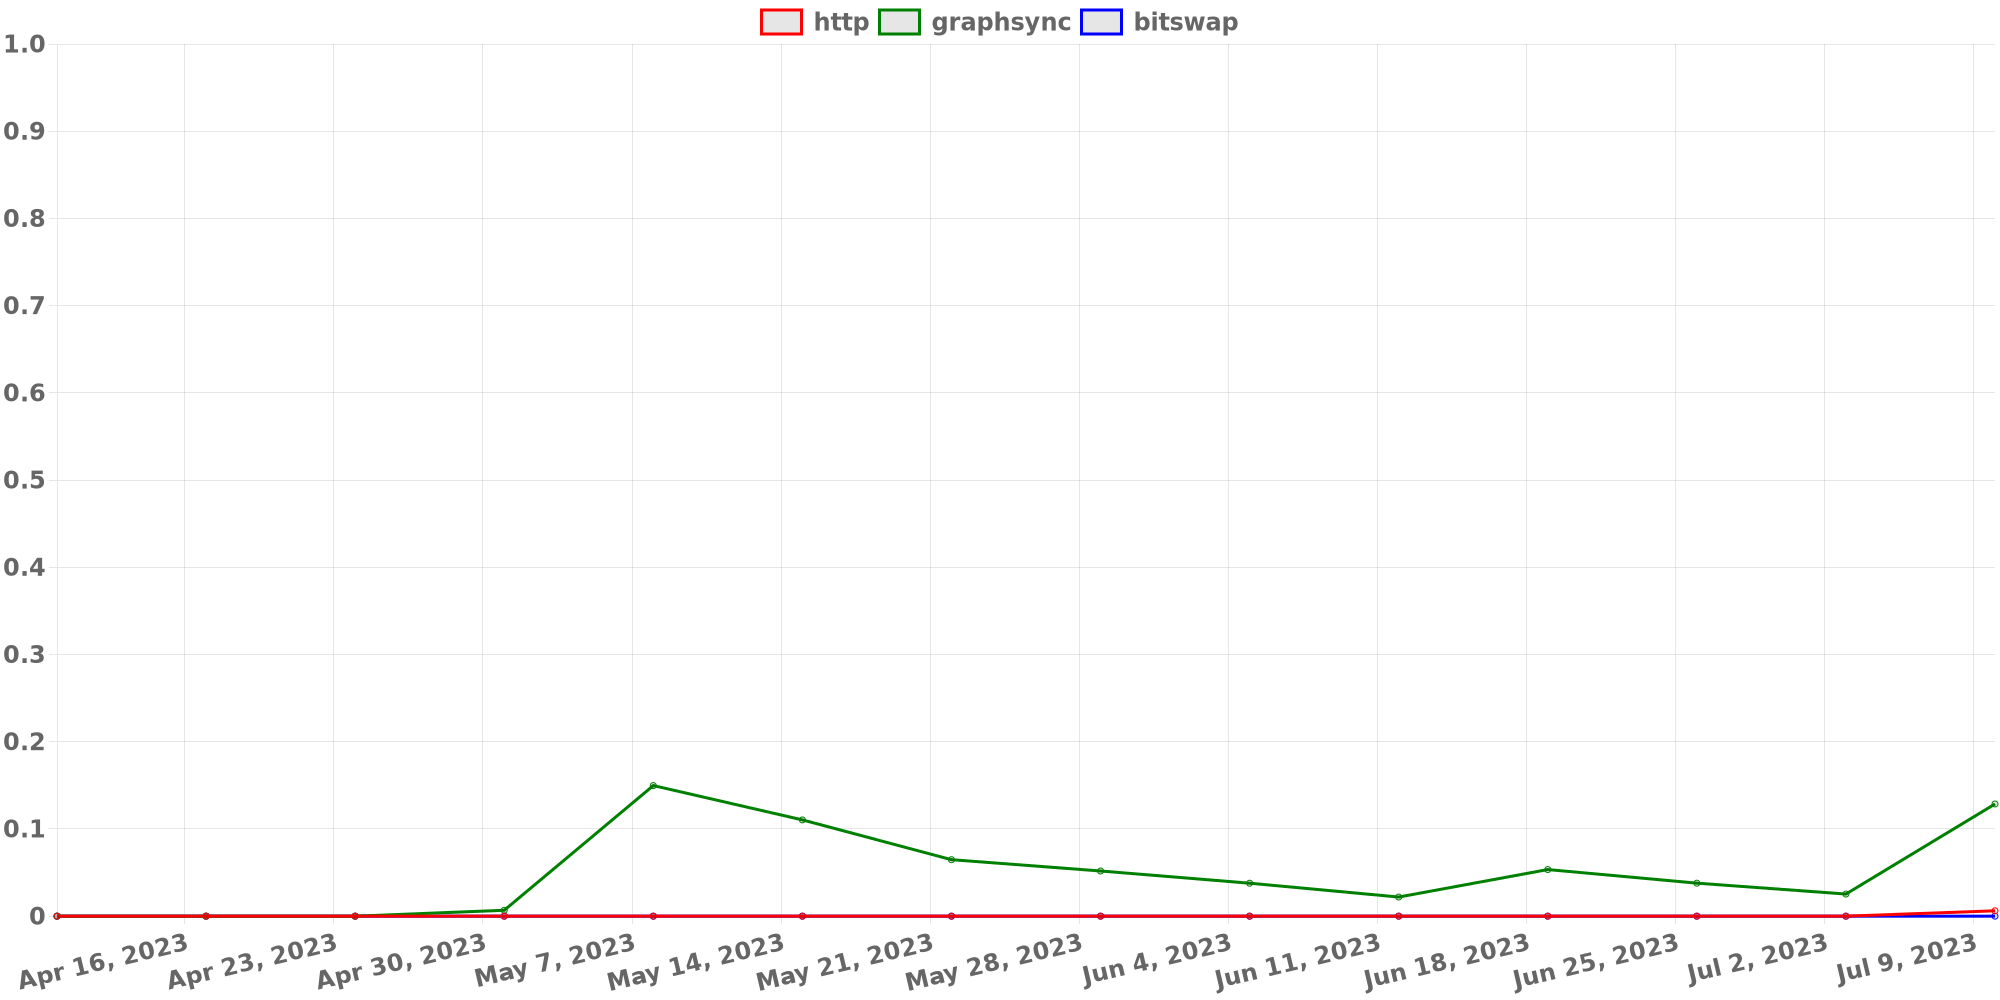 http graphsync bitswap
1.0
0.9
0.8
0.7
0.6
0.5
0.4
0.3
0.2
0.1
0
Apr 16, 2023
Apr 23, 2023
Apr 30, 2023
May 7, 2023
May 14, 2023
May 21, 2023
May 28, 2023
Jun 4, 2023
Jun 11, 2023
Jun 18, 2023
Jun 25, 2023
Jul 2, 2023
Jul 9, 2023